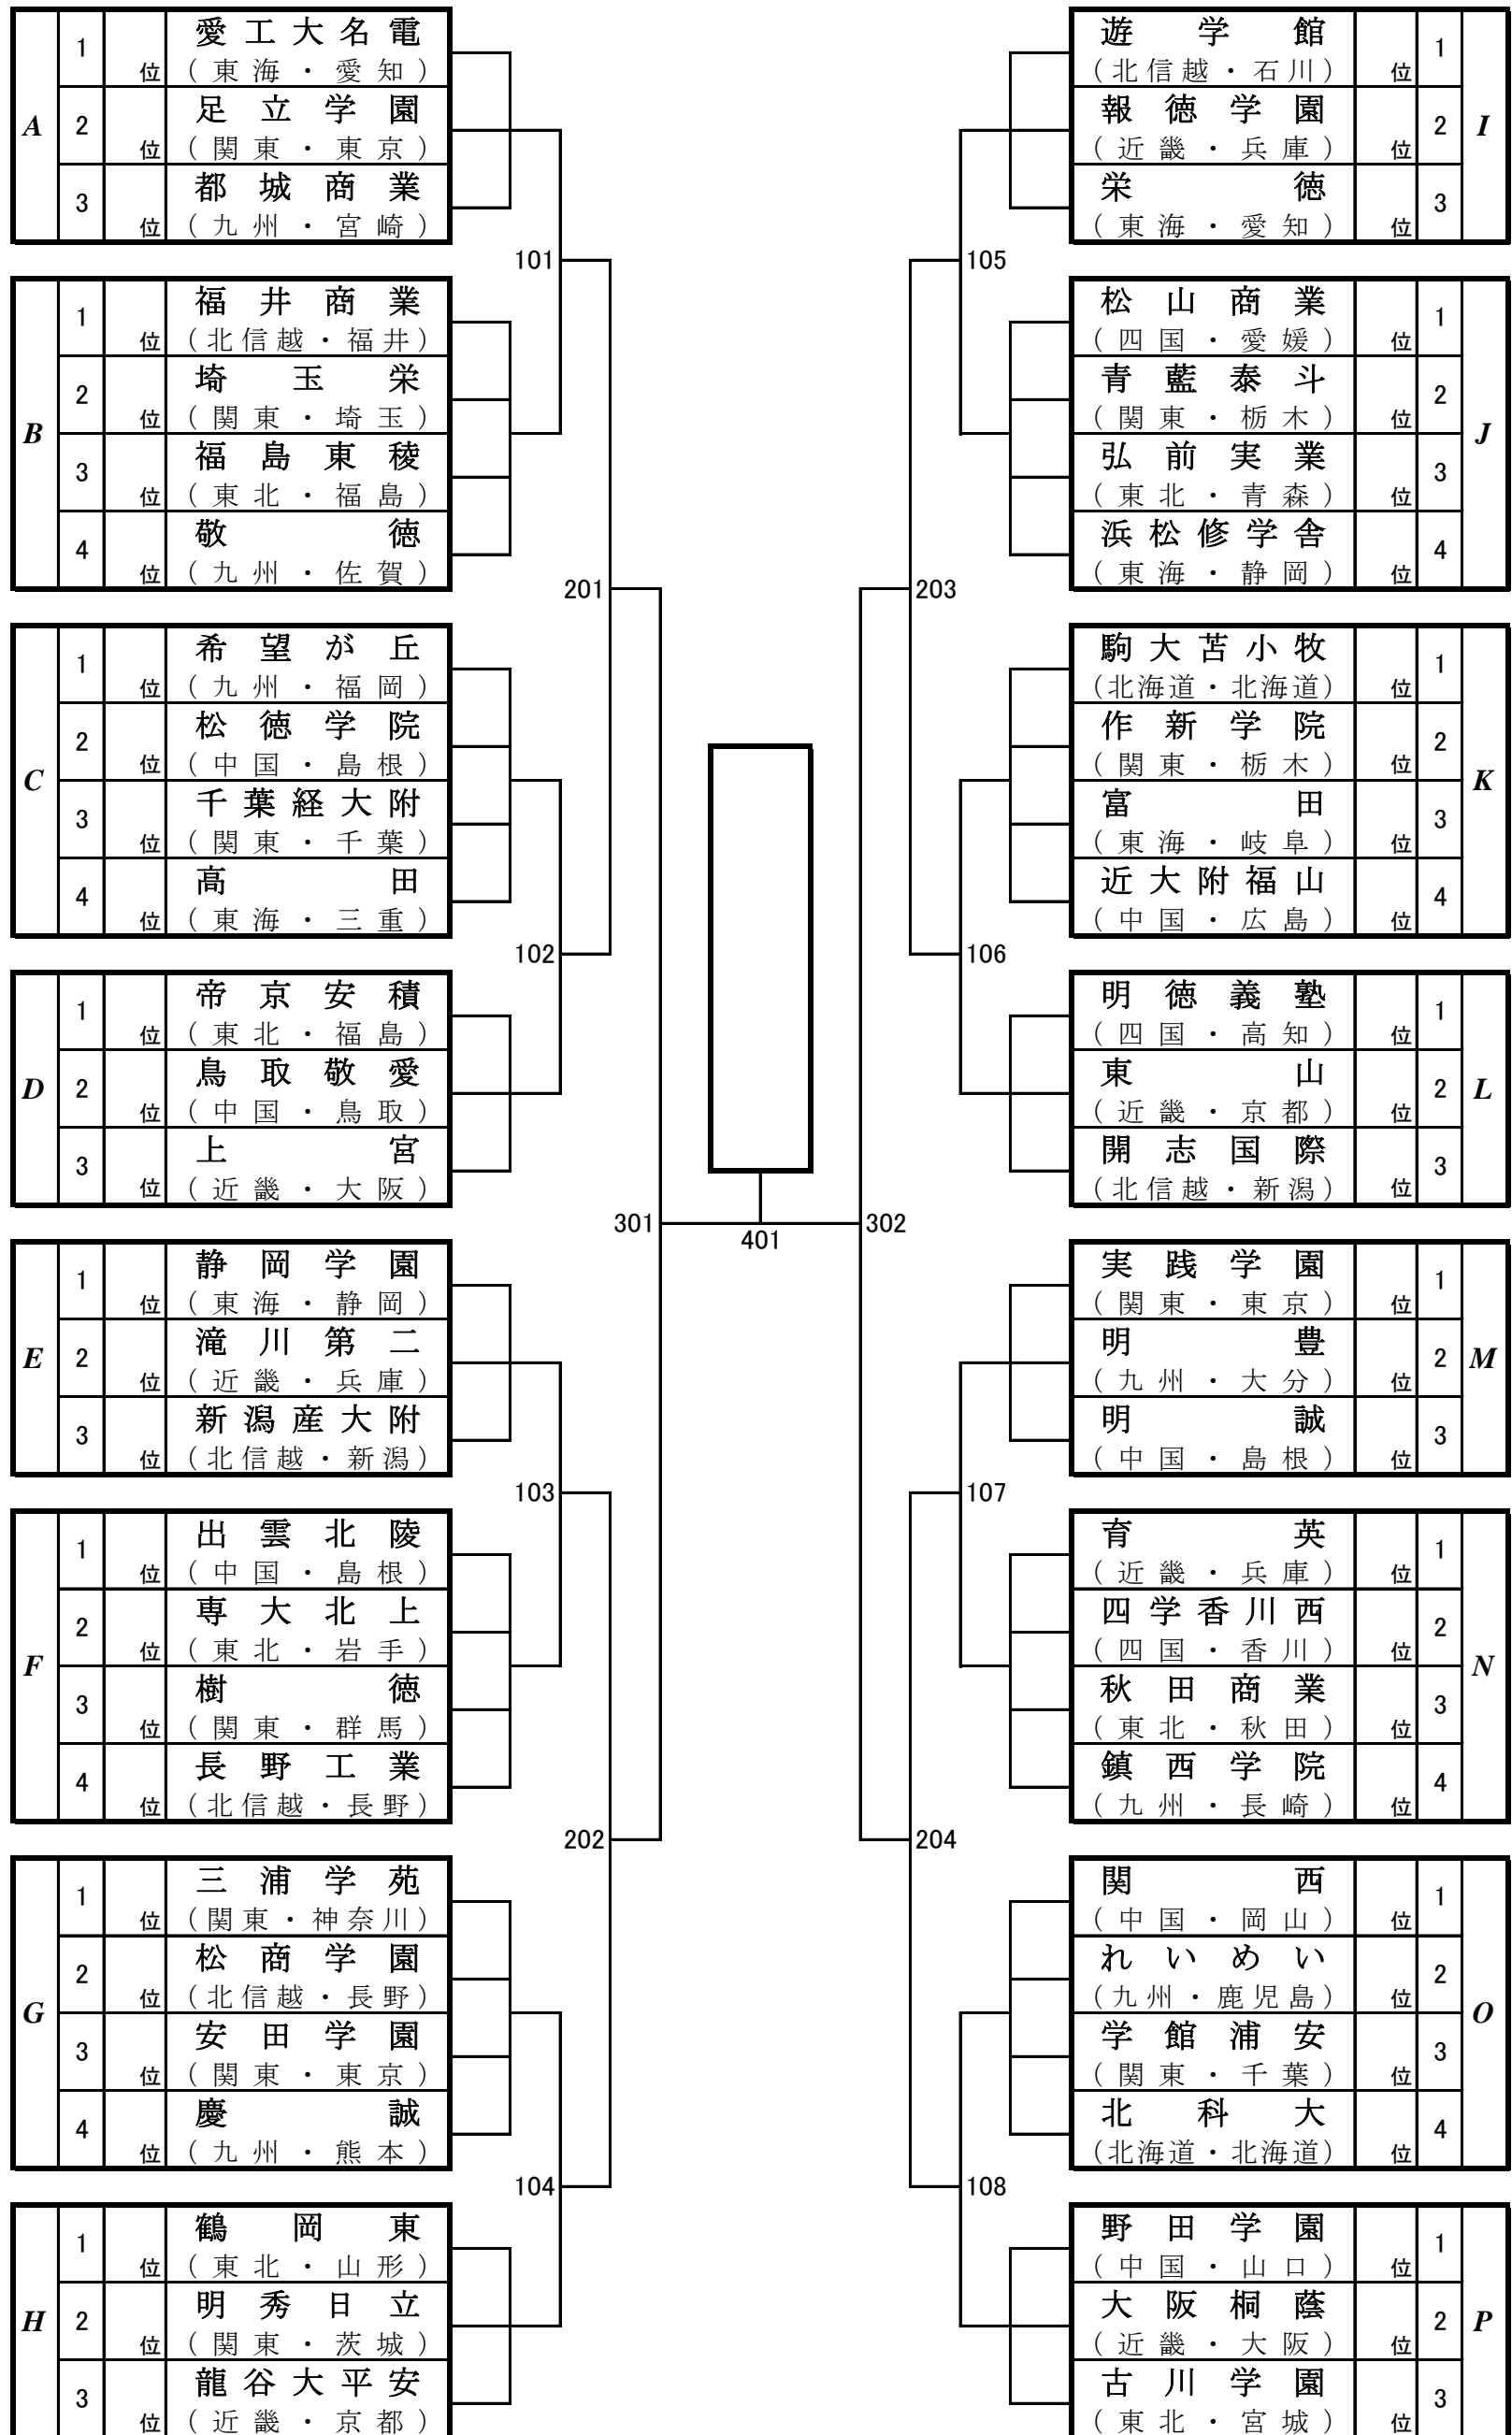 A
1 位 愛工大名電
(東海・愛知)
2 位 足立学園
(関東・東京)
3 位 都城商業
(九州・宮崎)
101
B
1 位 福井商業
(北信越・福井)
2 位 埼玉栄
(関東・埼玉)
3 位 福島東稜
(東北・福島)
4 位 敬徳
(九州・佐賀)
201
C
1 位 希望が丘
(九州・福岡)
2 位 松徳学院
(中国・島根)
3 位 千葉経大附
(関東・千葉)
4 位 高田
(東海・三重)
102
D
1 位 帝京安積
(東北・福島)
2 位 鳥取敬愛
(中国・鳥取)
3 位 上宮
(近畿・大阪)
301
E
1 位 静岡学園
(東海・静岡)
2 位 滝川第二
(近畿・兵庫)
3 位 新潟産大附
(北信越・新潟)
103
F
1 位 出雲北陵
(中国・島根)
2 位 専大北上
(東北・岩手)
3 位 樹徳
(関東・群馬)
4 位 長野工業
(北信越・長野)
202
G
1 位 三浦学苑
(関東・神奈川)
2 位 松商学園
(北信越・長野)
3 位 安田学園
(関東・東京)
4 位 慶誠
(九州・熊本)
104
H
1 位 鶴岡東
(東北・山形)
2 位 明秀日立
(関東・茨城)
3 位 龍谷大平安
(近畿・京都)
401
遊学館 位 1
(北信越・石川)
報徳学園 位 2
(近畿・兵庫)
栄徳 位 3
(東海・愛知)
I
105
松山商業 位 1
(四国・愛媛)
青藍泰斗 位 2
(関東・栃木)
弘前実業 位 3
(東北・青森)
浜松修学舎 位 4
(東海・静岡)
J
203
駒大苫小牧 位 1
(北海道・北海道)
作新学院 位 2
(関東・栃木)
富田 位 3
(東海・岐阜)
近大附福山 位 4
(中国・広島)
K
106
明徳義塾 位 1
(四国・高知)
東山 位 2
(近畿・京都)
開志国際 位 3
(北信越・新潟)
L
302
実践学園 位 1
(関東・東京)
明豊 位 2
(九州・大分)
明誠 位 3
(中国・島根)
M
107
育英 位 1
(近畿・兵庫)
四学香川西 位 2
(四国・香川)
秋田商業 位 3
(東北・秋田)
鎮西学院 位 4
(九州・長崎)
N
204
関西 位 1
(中国・岡山)
れいめい 位 2
(九州・鹿児島)
学館浦安 位 3
(関東・千葉)
北科大 位 4
(北海道・北海道)
O
108
野田学園 位 1
(中国・山口)
大阪桐蔭 位 2
(近畿・大阪)
古川学園 位 3
(東北・宮城)
P